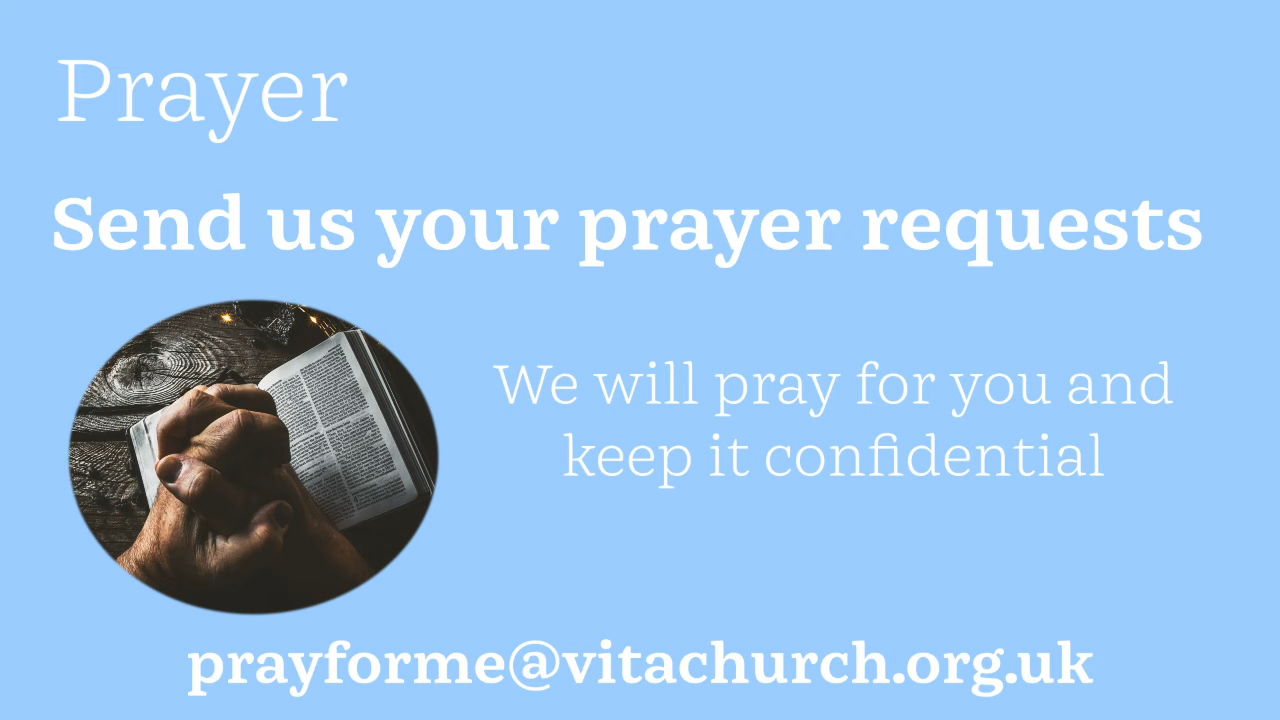 Prayer
Send us your prayer requests
We will pray for you and
keep it confidential
prayforme@vitachurch.org.uk